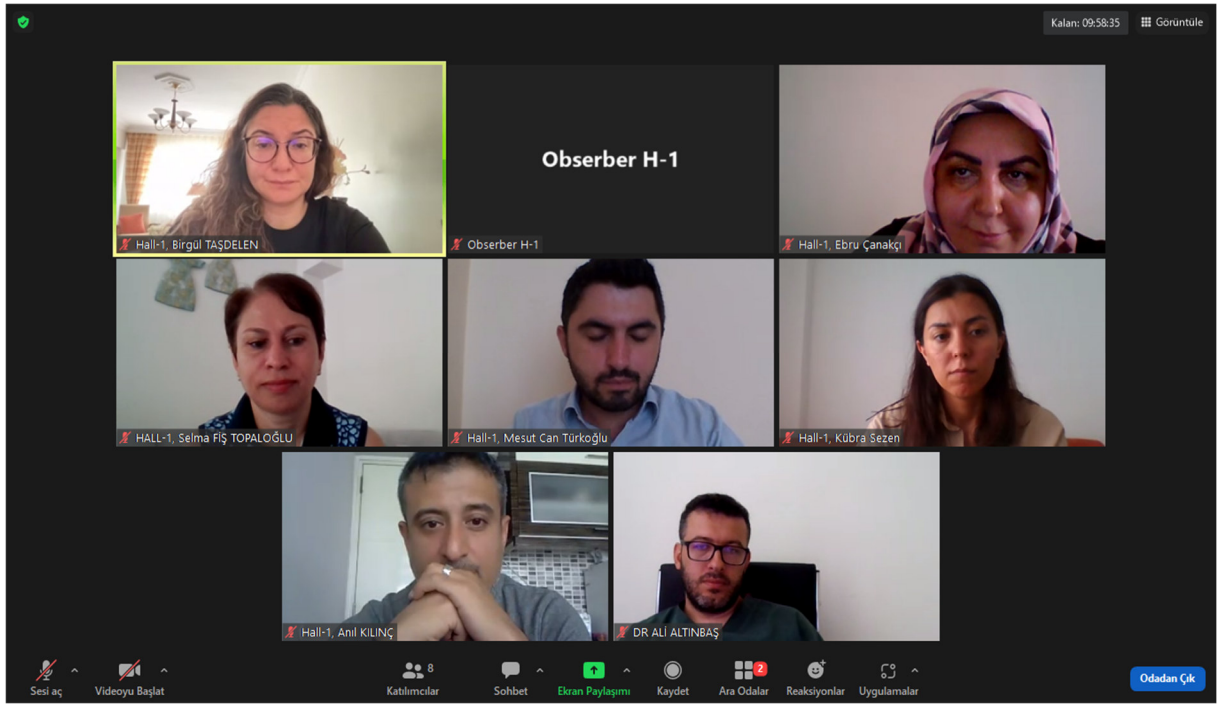 Kalan: 09:58:35
Görüntüle
Hall-1, Birgül TAŞDELEN
Obserber H-1
Obserber H-1
Hall-1, Ebru Çanakçı
HALL-1, Selma FİŞ TOPALOĞLU
Hall-1, Mesut Can Türkoğlu
Hall-1, Kübra Sezen
Hall-1, Anıl KILINÇ
DR ALİ ALTINBAŞ
8
2
Sesi aç
Videoyu Başlat
Katılımcılar
Sohbet
Ekran Paylaşımı
Kaydet
Ara Odalar
Reaksiyonlar
Uygulamalar
Odadan Çık